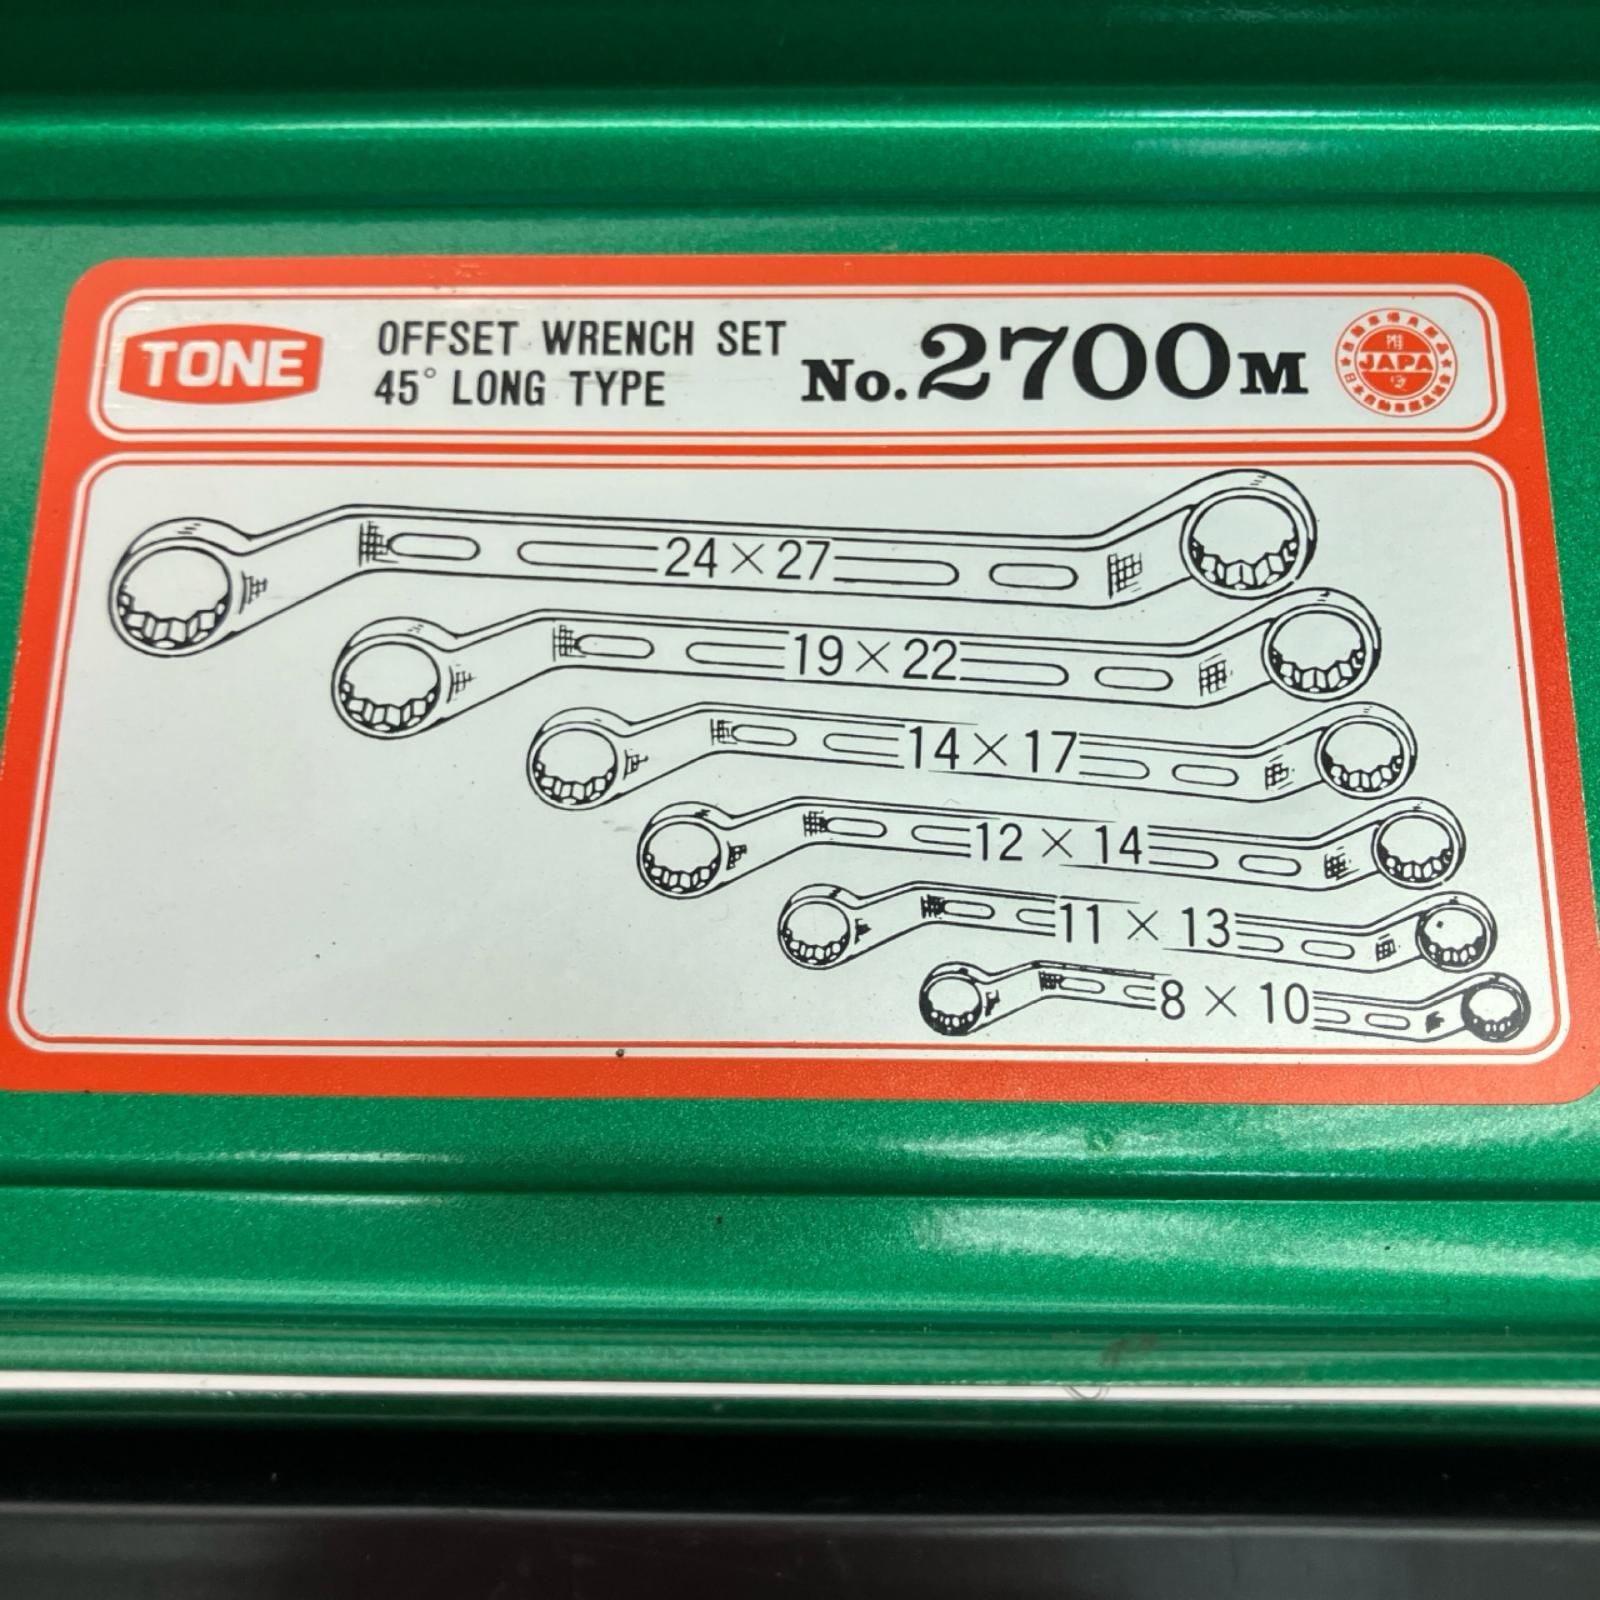 TONE
OFFSET WRENCH SET
45° LONG TYPE
No.2700M
JAPA
24×27
19×22
14×17
12×14
11×13
8×10